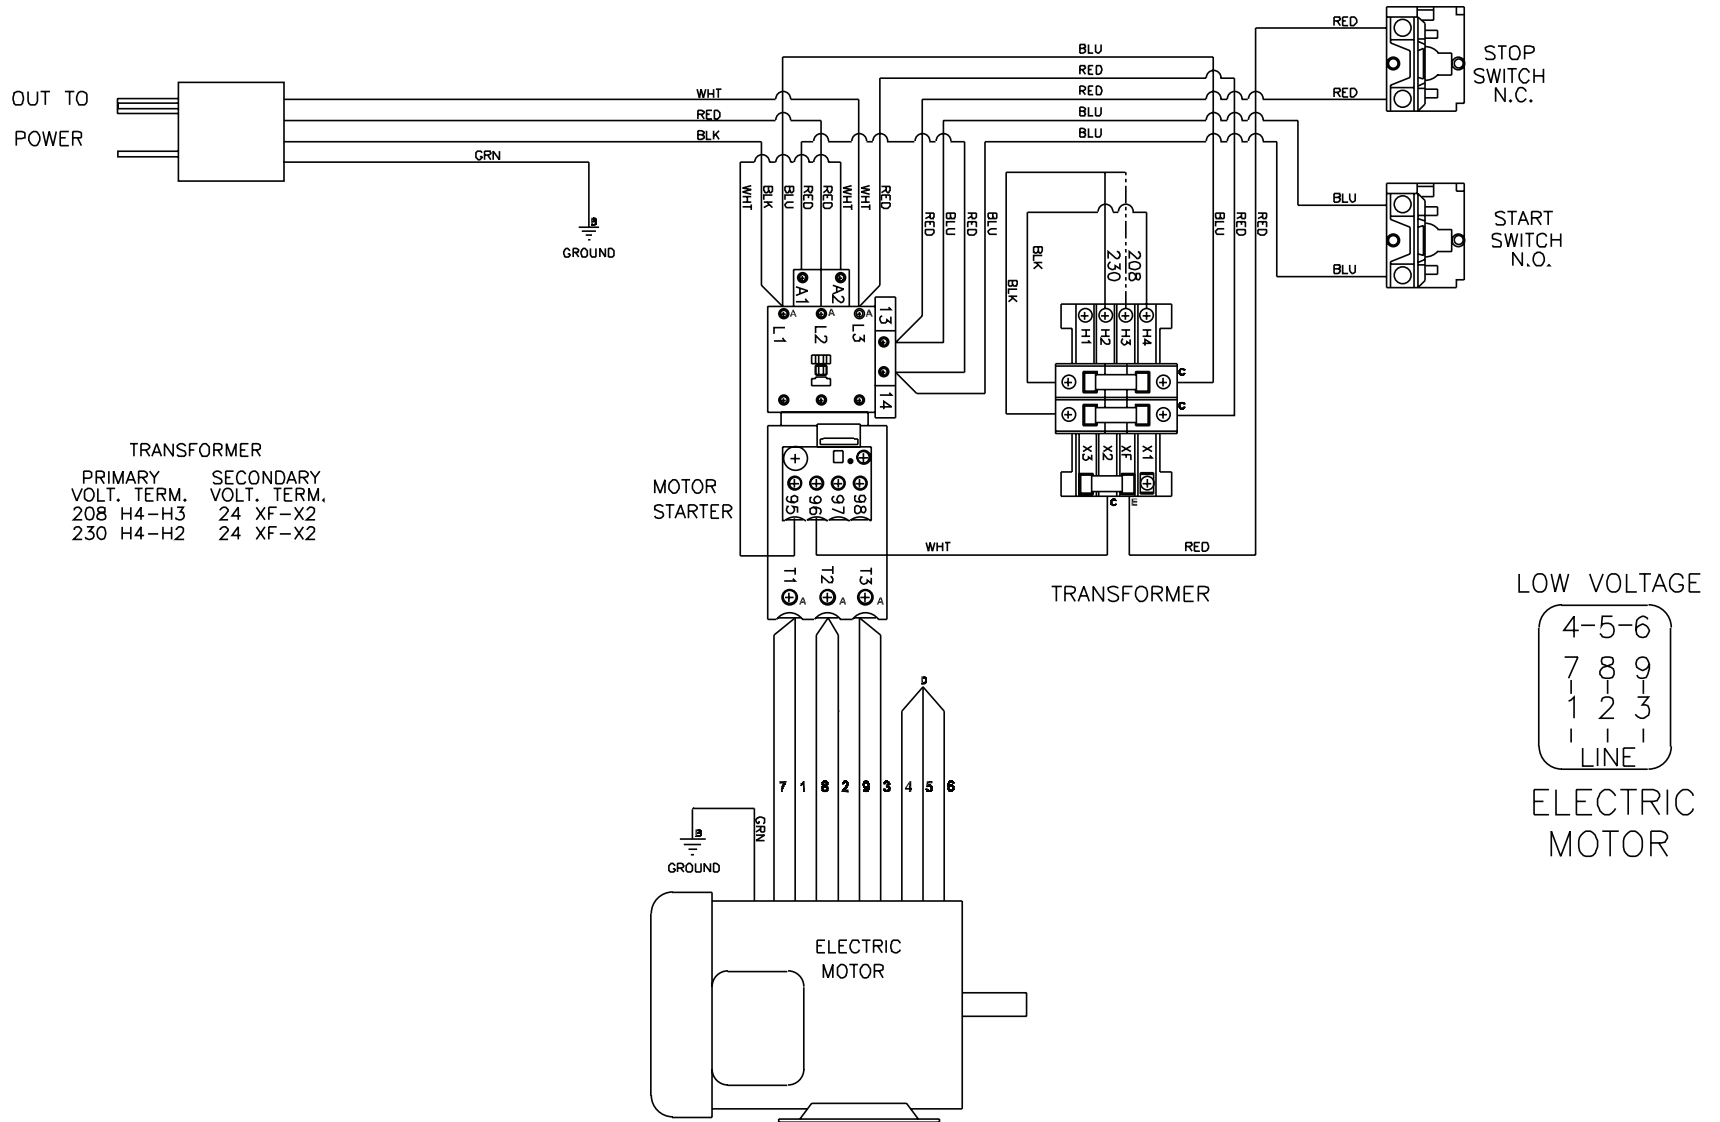 RED
BLU
RED
RED
RED
BLU
BLU
STOP
SWITCH
N.C.
OUT TO
POWER
WHT
RED
BLK
GRN
B
GROUND
WHT
BLK
BLU
RED
RED
WHT
WHT
RED
RED
BLU
RED
BLU
BLK
BLK
230
208
BLU
RED
RED
BLU
BLU
START
SWITCH
N.O.
A1
A2
A
A
A
L1
L2
L3
13
14
H1
H2
H3
H4
C
C
X3
X2
XF
X1
C
E
TRANSFORMER
PRIMARY SECONDARY
VOLT. TERM. VOLT. TERM.
208 H4-H3 24 XF-X2
230 H4-H2 24 XF-X2
MOTOR
STARTER
95
96
97
98
WHT
RED
TRANSFORMER
T1
T2
T3
A
A
A
D
7 1 8 2 9 3 4 5 6
GRN
B
GROUND
ELECTRIC
MOTOR
LOW VOLTAGE
4-5-6
7 8 9
1 2 3
LINE
ELECTRIC
MOTOR